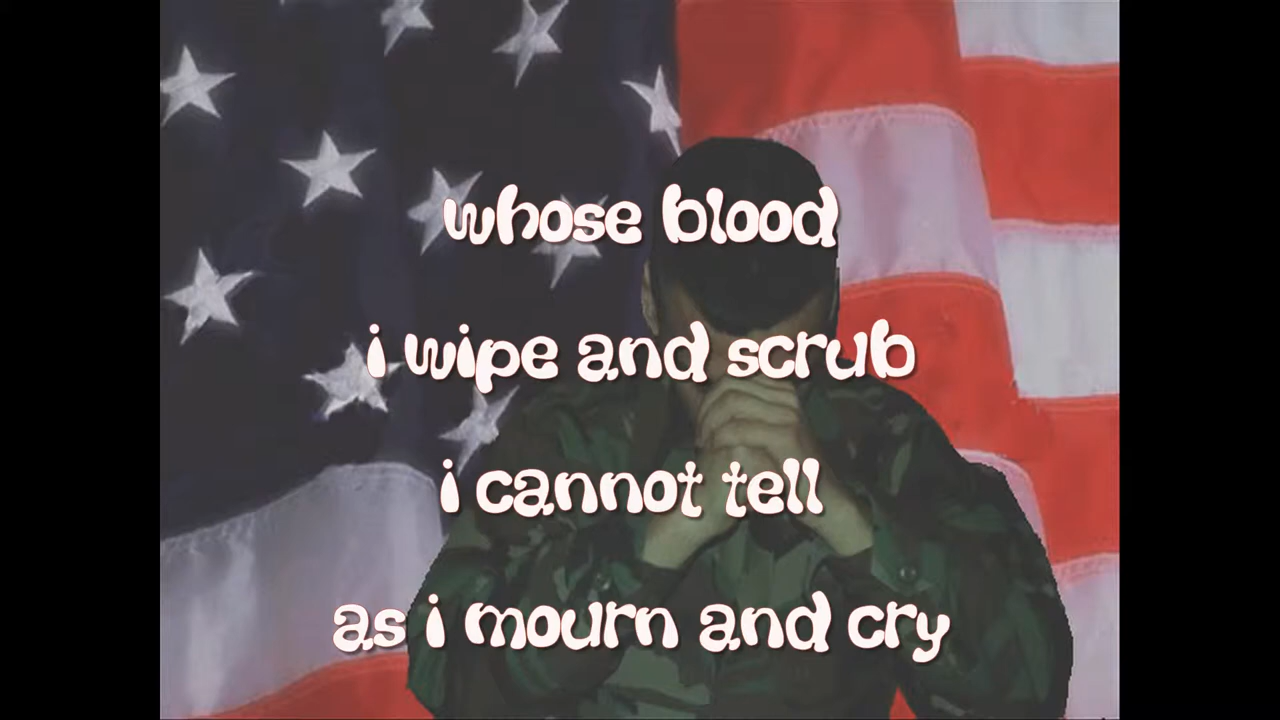 whose blood
i wipe and scrub
i cannot tell
as i mourn and cry